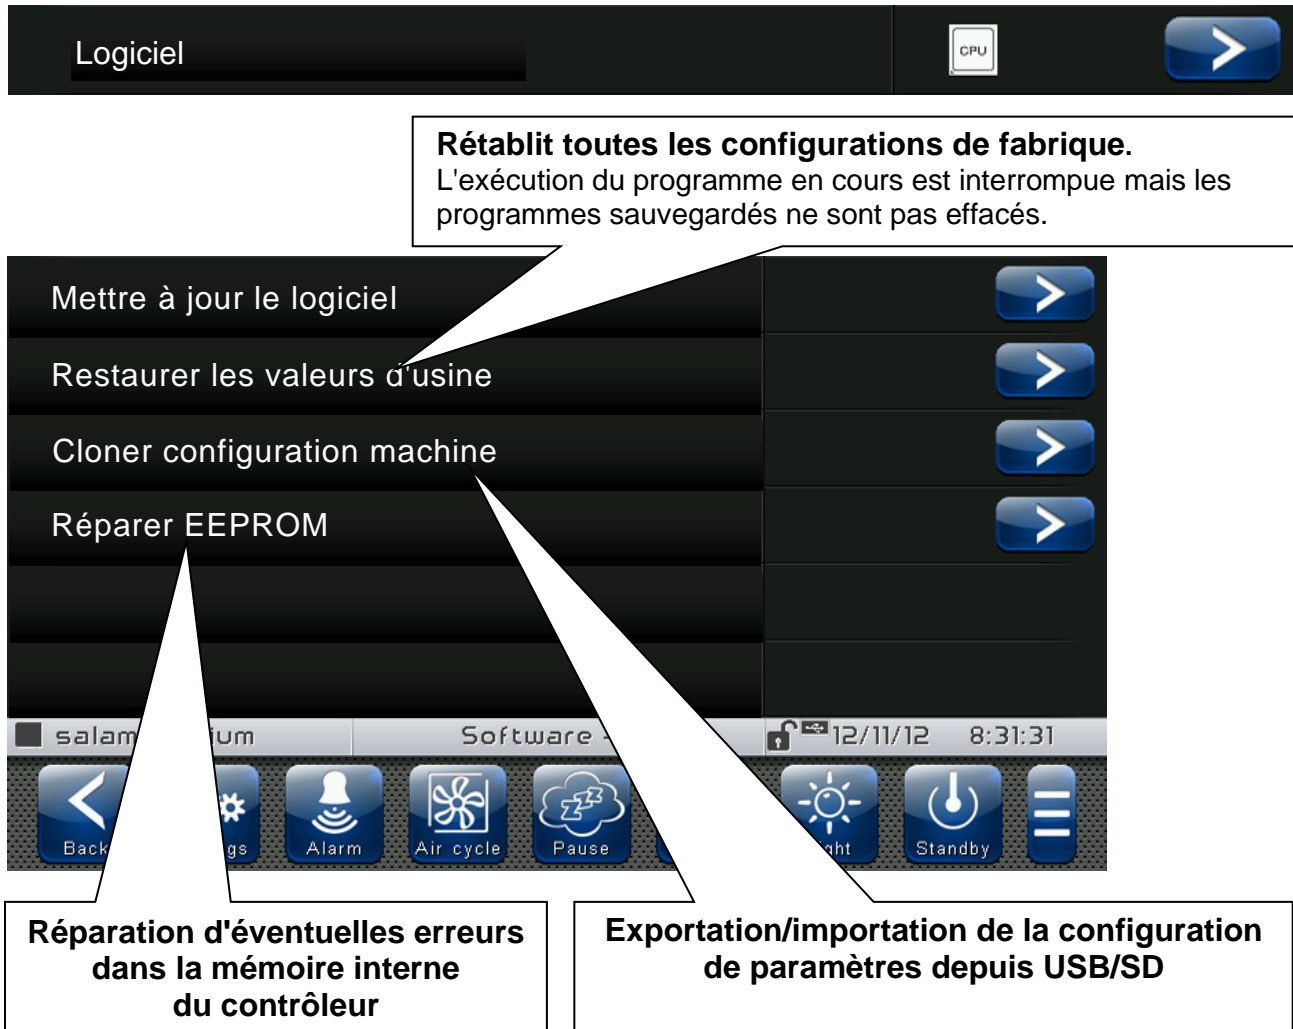 Logiciel
CPU
Rétablit toutes les configurations de fabrique.
L'exécution du programme en cours est interrompue mais les
programmes sauvegardés ne sont pas effacés.
Mettre à jour le logiciel
Restaurer les valeurs d'usine
Cloner configuration machine
Réparer EEPROM
Software -
12/11/12 8:31:31
Back
Alarm
Air cycle
zzz
Pause
Standby
Réparation d'éventuelles erreurs
dans la mémoire interne
du contrôleur
Exportation/importation de la configuration
de paramètres depuis USB/SD